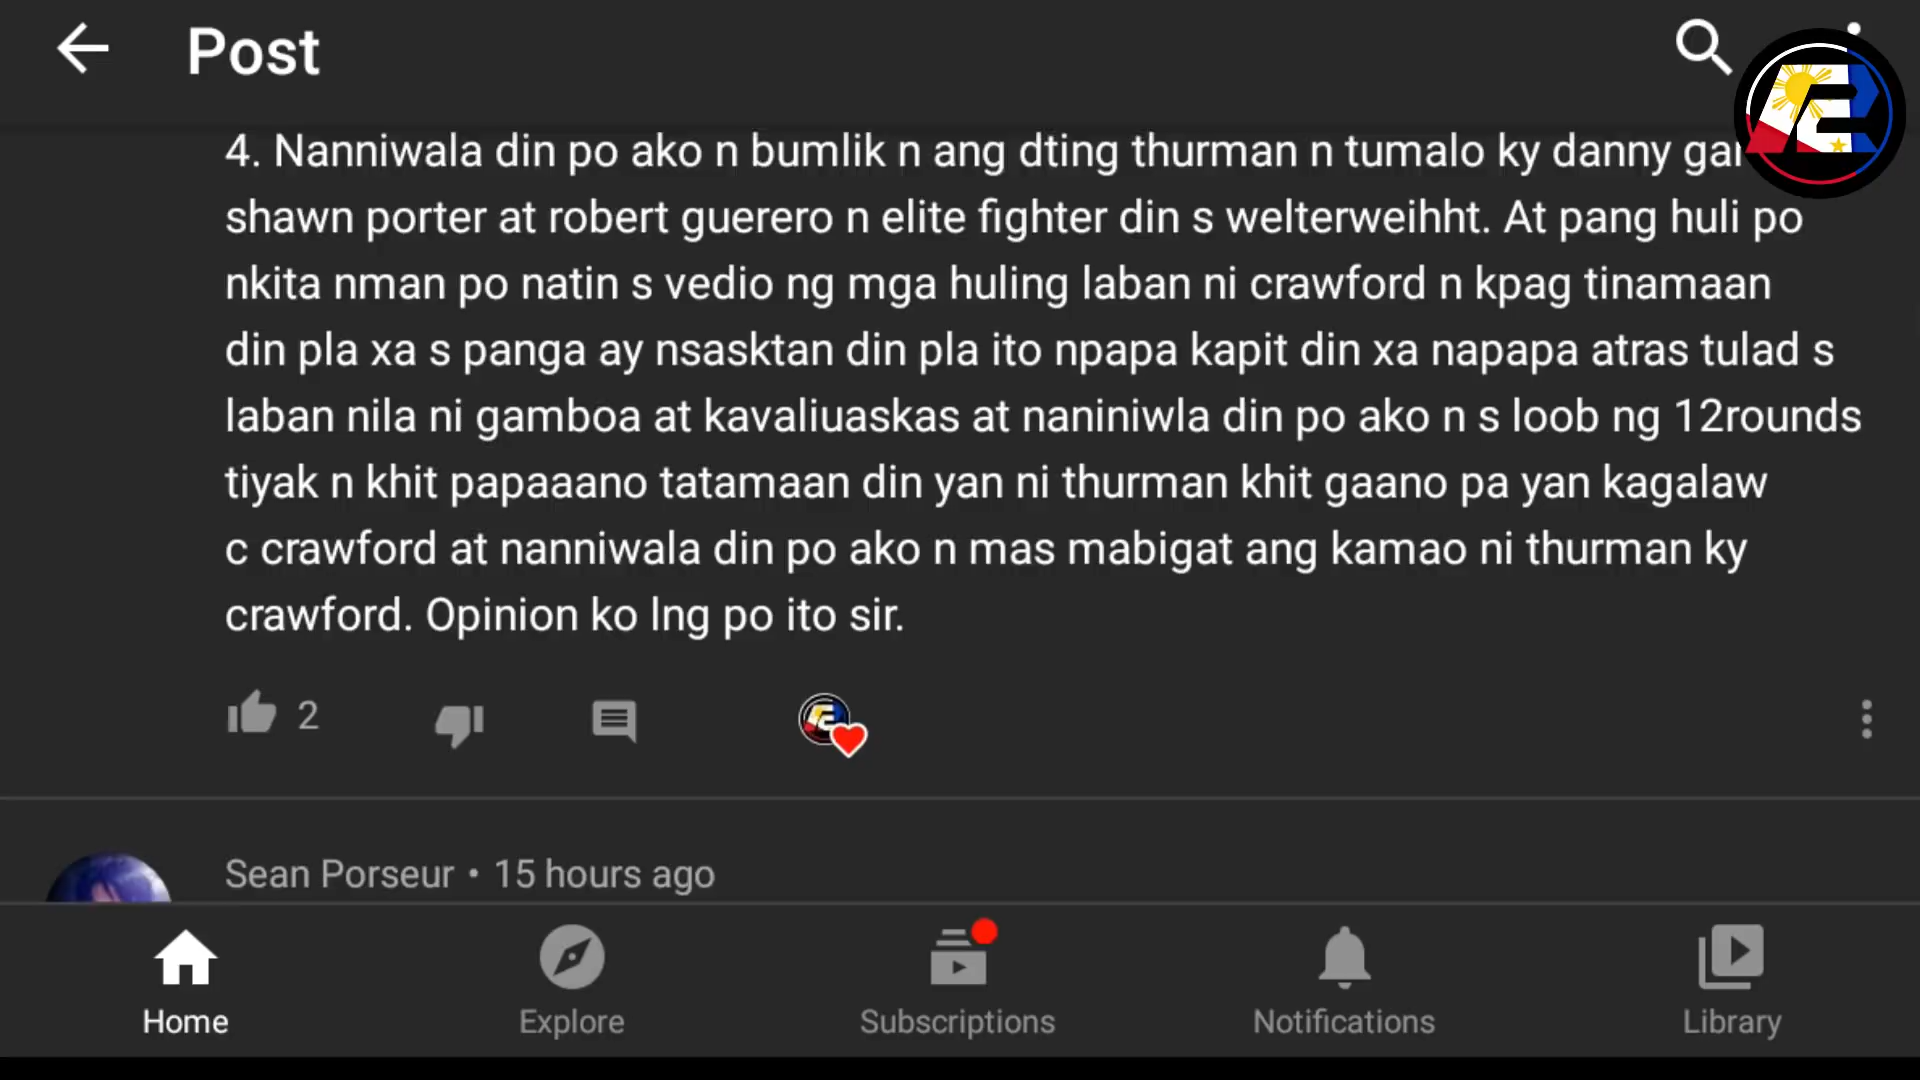 Post
4. Nanniwala din po ako n bumlik n ang dting thurman n tumalo ky danny
shawn porter at robert guerero n elite fighter din s welterweihht. At pang huli po
nkita nman po natin s vedio ng mga huling laban ni crawford n kpag tinamaan
din pla xa s panga ay nsasktan din pla ito npapa kapit din xa napapa atras tulad s
laban nila ni gamboa at kavaliuaskas at naniniwla din po ako n s loob ng 12rounds
tiyak n khit papaaano tatamaan din yan ni thurman khit gaano pa yan kagalaw
c crawford at nanniwala din po ako n mas mabigat ang kamao ni thurman ky
crawford. Opinion ko lng po ito sir.
2
Sean Porseur • 15 hours ago
Home
Explore
Subscriptions
Notifications
Library